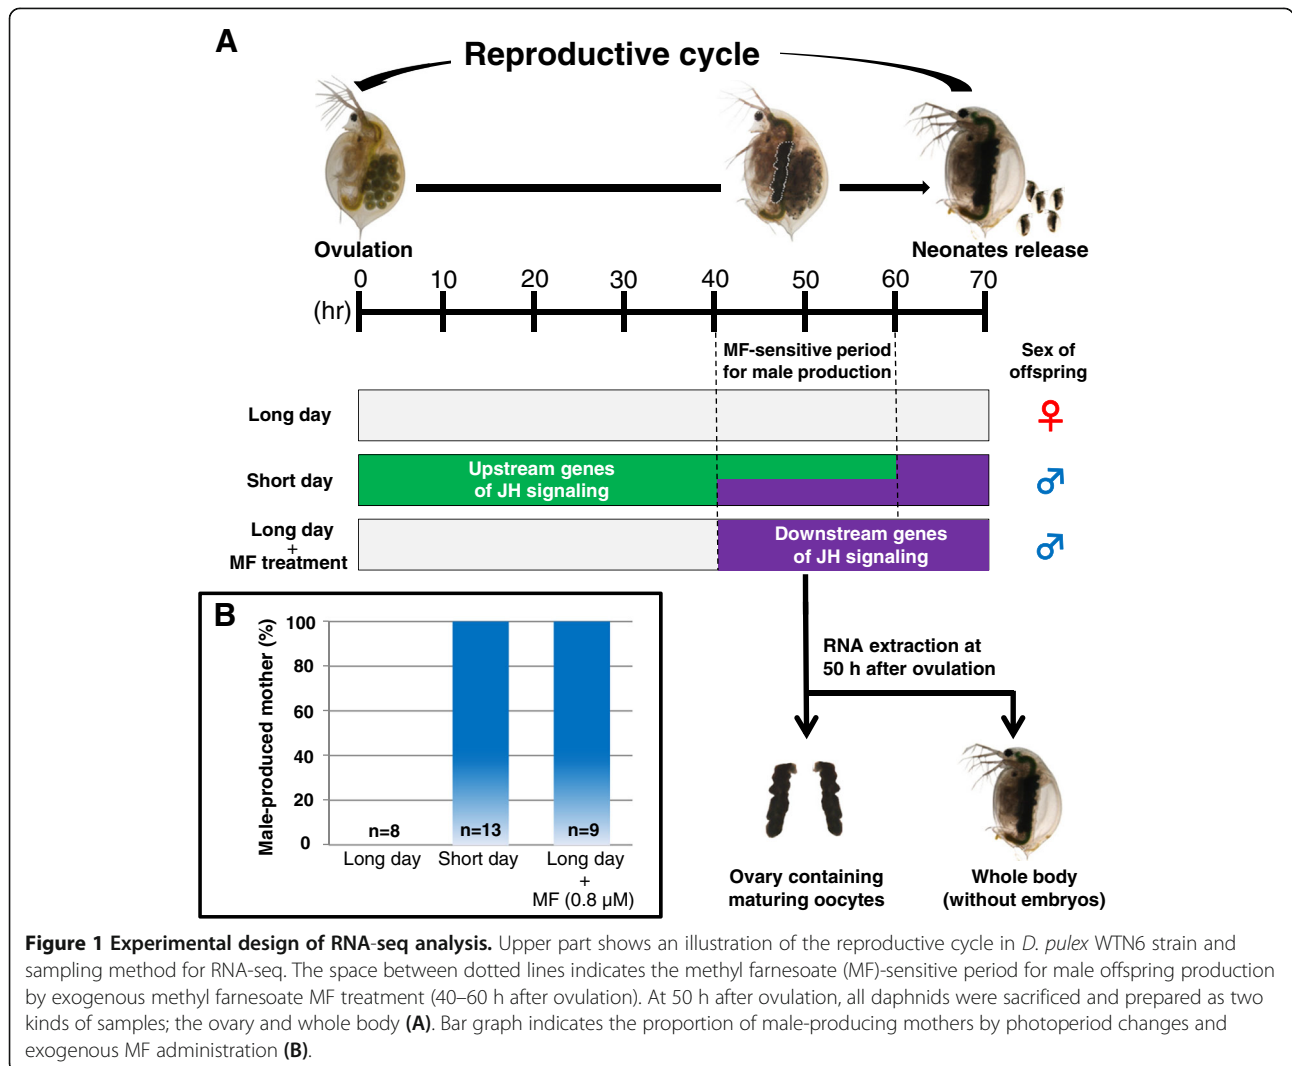 A
Reproductive cycle
Ovulation
Neonates release
0 10 20 30 40 50 60 70
(hr)
MF-sensitive period
for male production
Sex of
offspring
Long day
♀
Short day
Upstream genes
of JH signaling
♂
Long day
+
MF treatment
Downstream genes
of JH signaling
♂
RNA extraction at
50 h after ovulation
Ovary containing
maturing oocytes
Whole body
(without embryos)
B
Male-produced mother (%)
100
80
60
40
20
0
n=8
n=13
n=9
Long day
Short day
Long day
+
MF (0.8 µM)
Figure 1 Experimental design of RNA-seq analysis. Upper part shows an illustration of the reproductive cycle in D. pulex WTN6 strain and
sampling method for RNA-seq. The space between dotted lines indicates the methyl farnesoate (MF)-sensitive period for male offspring production
by exogenous methyl farnesoate MF treatment (40–60 h after ovulation). At 50 h after ovulation, all daphnids were sacrificed and prepared as two
kinds of samples; the ovary and whole body (A). Bar graph indicates the proportion of male-producing mothers by photoperiod changes and
exogenous MF administration (B).